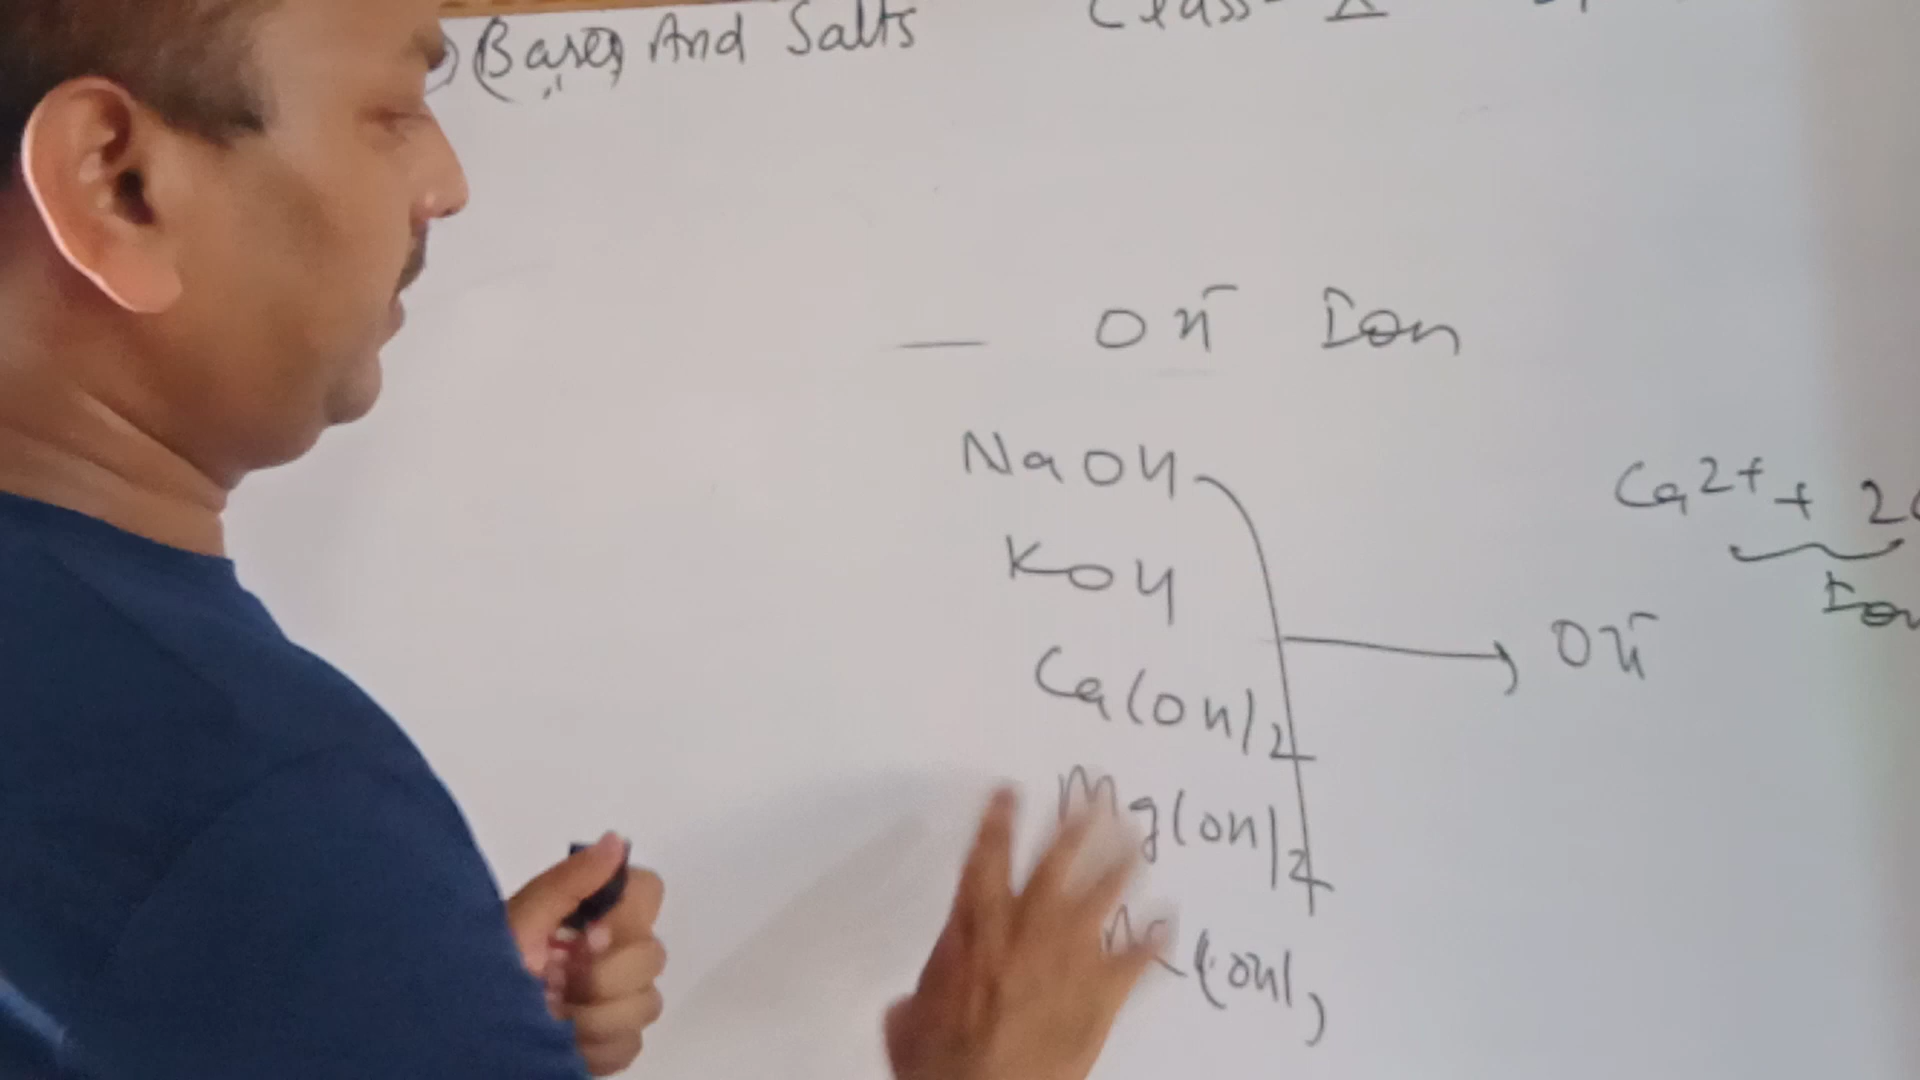 Bases And Salts Class - X
— OH⁻ Ion
NaOH
Ca2+ + 2
KOH
Ion
OH⁻
Ca(OH)2
Mg(OH)2
(OH)3